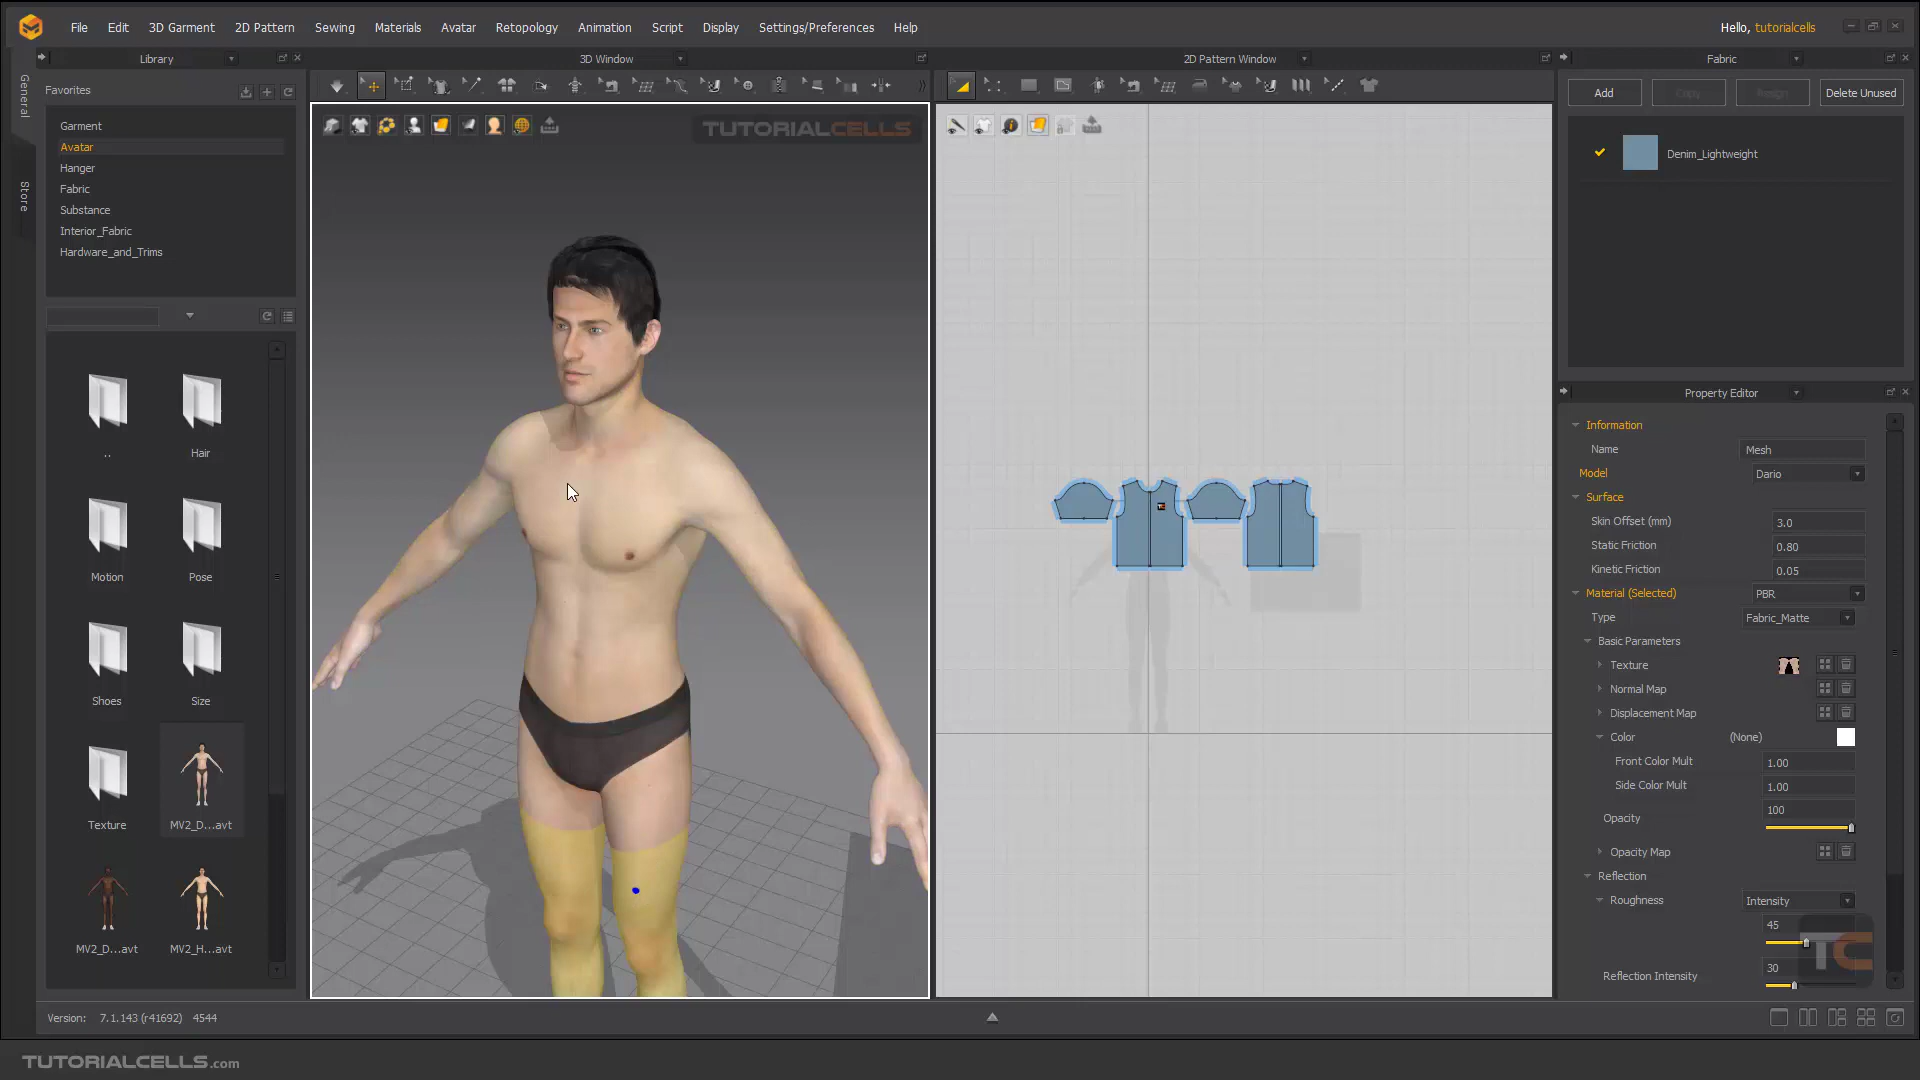 File Edit 3D Garment 2D Pattern Sewing Materials Avatar Retopology Animation Script Display Settings/Preferences Help
Hello, tutorialcells
Library
3D Window
2D Pattern Window
Fabric
General
Store
Favorites
Garment
Avatar
Hanger
Fabric
Substance
Interior_Fabric
Hardware_and_Trims
..
Hair
Motion
Pose
Shoes
Size
Texture
MV2_D...avt
MV2_D...avt
MV2_H...avt
TUTORIALCELLS
Add Copy Assign Delete Unused
Denim_Lightweight
Property Editor
Information
Name Mesh
Model Dario
Surface
Skin Offset (mm) 3.0
Static Friction 0.80
Kinetic Friction 0.05
Material (Selected) PBR
Type Fabric_Matte
Basic Parameters
Texture
Normal Map
Displacement Map
Color (None)
Front Color Mult 1.00
Side Color Mult 1.00
Opacity 100
Opacity Map
Reflection
Roughness Intensity
45
Reflection Intensity 30
TC
Version: 7.1.143 (r41692) 4544
TUTORIALCELLS.com